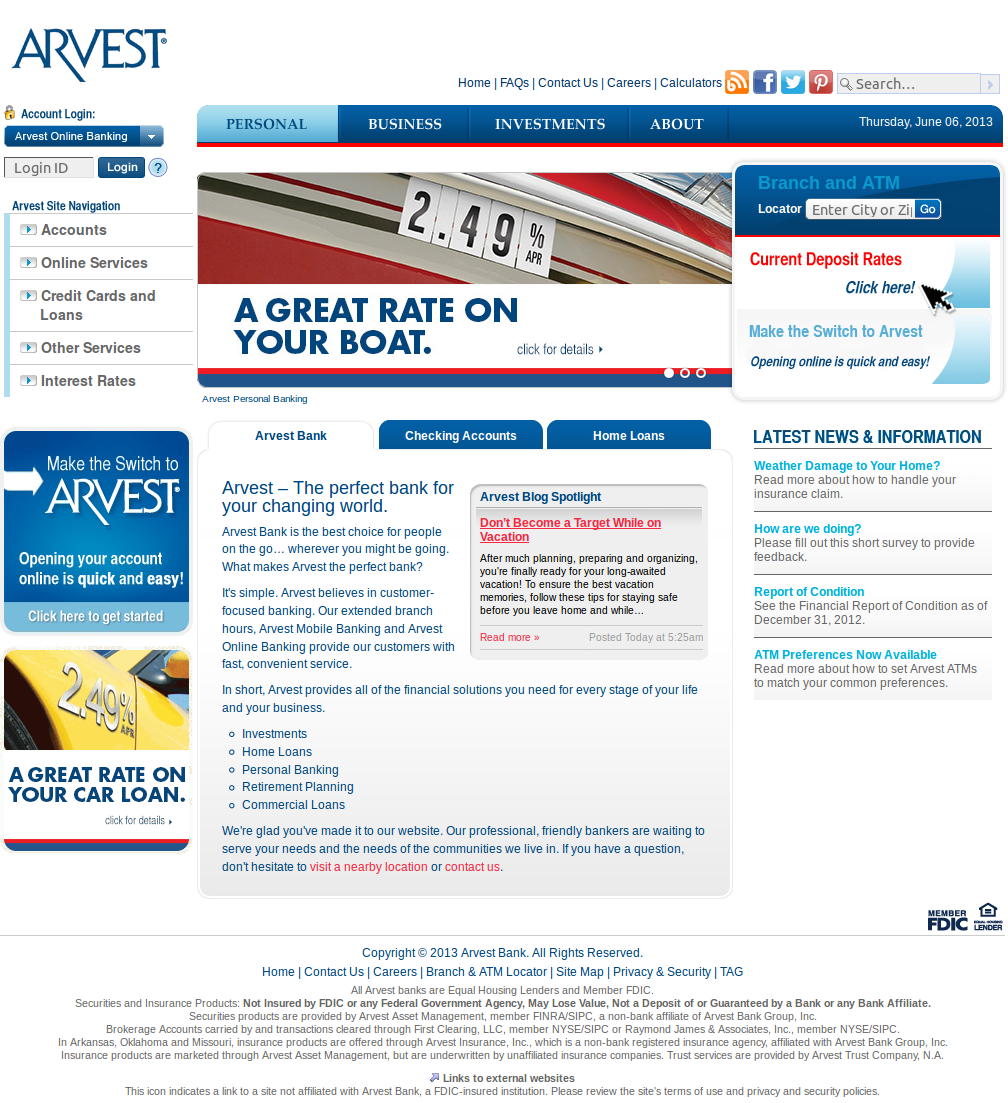 ARVEST®
Home | FAQs | Contact Us | Careers | Calculators
Search...
Account Login:
Arvest Online Banking
Login ID
Login
?
PERSONAL
BUSINESS
INVESTMENTS
ABOUT
Thursday, June 06, 2013
Arvest Site Navigation
Accounts
Online Services
Credit Cards and
Loans
Other Services
Interest Rates
2.49% APR
A GREAT RATE ON
YOUR BOAT.
click for details
Arvest Personal Banking
Branch and ATM
Locator
Enter City or Zi
Go
Current Deposit Rates
Click here!
Make the Switch to Arvest
Opening online is quick and easy!
Make the Switch to
ARVEST®
Opening your account
online is quick and easy!
Click here to get started
2.49% APR
A GREAT RATE ON
YOUR CAR LOAN.
click for details
Arvest Bank
Checking Accounts
Home Loans
Arvest – The perfect bank for
your changing world.
Arvest Bank is the best choice for people
on the go… wherever you might be going.
What makes Arvest the perfect bank?
It's simple. Arvest believes in customer-
focused banking. Our extended branch
hours, Arvest Mobile Banking and Arvest
Online Banking provide our customers with
fast, convenient service.
Arvest Blog Spotlight
Don’t Become a Target While on
Vacation
After much planning, preparing and organizing,
you’re finally ready for your long-awaited
vacation! To ensure the best vacation
memories, follow these tips for staying safe
before you leave home and while…
Read more »
Posted Today at 5:25am
In short, Arvest provides all of the financial solutions you need for every stage of your life
and your business.
Investments
Home Loans
Personal Banking
Retirement Planning
Commercial Loans
We're glad you've made it to our website. Our professional, friendly bankers are waiting to
serve your needs and the needs of the communities we live in. If you have a question,
don't hesitate to visit a nearby location or contact us.
LATEST NEWS & INFORMATION
Weather Damage to Your Home?
Read more about how to handle your
insurance claim.
How are we doing?
Please fill out this short survey to provide
feedback.
Report of Condition
See the Financial Report of Condition as of
December 31, 2012.
ATM Preferences Now Available
Read more about how to set Arvest ATMs
to match your common preferences.
MEMBER
FDIC
EQUAL HOUSING
LENDER
Copyright © 2013 Arvest Bank. All Rights Reserved.
Home | Contact Us | Careers | Branch & ATM Locator | Site Map | Privacy & Security | TAG
All Arvest banks are Equal Housing Lenders and Member FDIC.
Securities and Insurance Products: Not Insured by FDIC or any Federal Government Agency, May Lose Value, Not a Deposit of or Guaranteed by a Bank or any Bank Affiliate.
Securities products are provided by Arvest Asset Management, member FINRA/SIPC, a non-bank affiliate of Arvest Bank Group, Inc.
Brokerage Accounts carried by and transactions cleared through First Clearing, LLC, member NYSE/SIPC or Raymond James & Associates, Inc., member NYSE/SIPC.
In Arkansas, Oklahoma and Missouri, insurance products are offered through Arvest Insurance, Inc., which is a non-bank registered insurance agency, affiliated with Arvest Bank Group, Inc.
Insurance products are marketed through Arvest Asset Management, but are underwritten by unaffiliated insurance companies. Trust services are provided by Arvest Trust Company, N.A.
Links to external websites
This icon indicates a link to a site not affiliated with Arvest Bank, a FDIC-insured institution. Please review the site's terms of use and privacy and security policies.